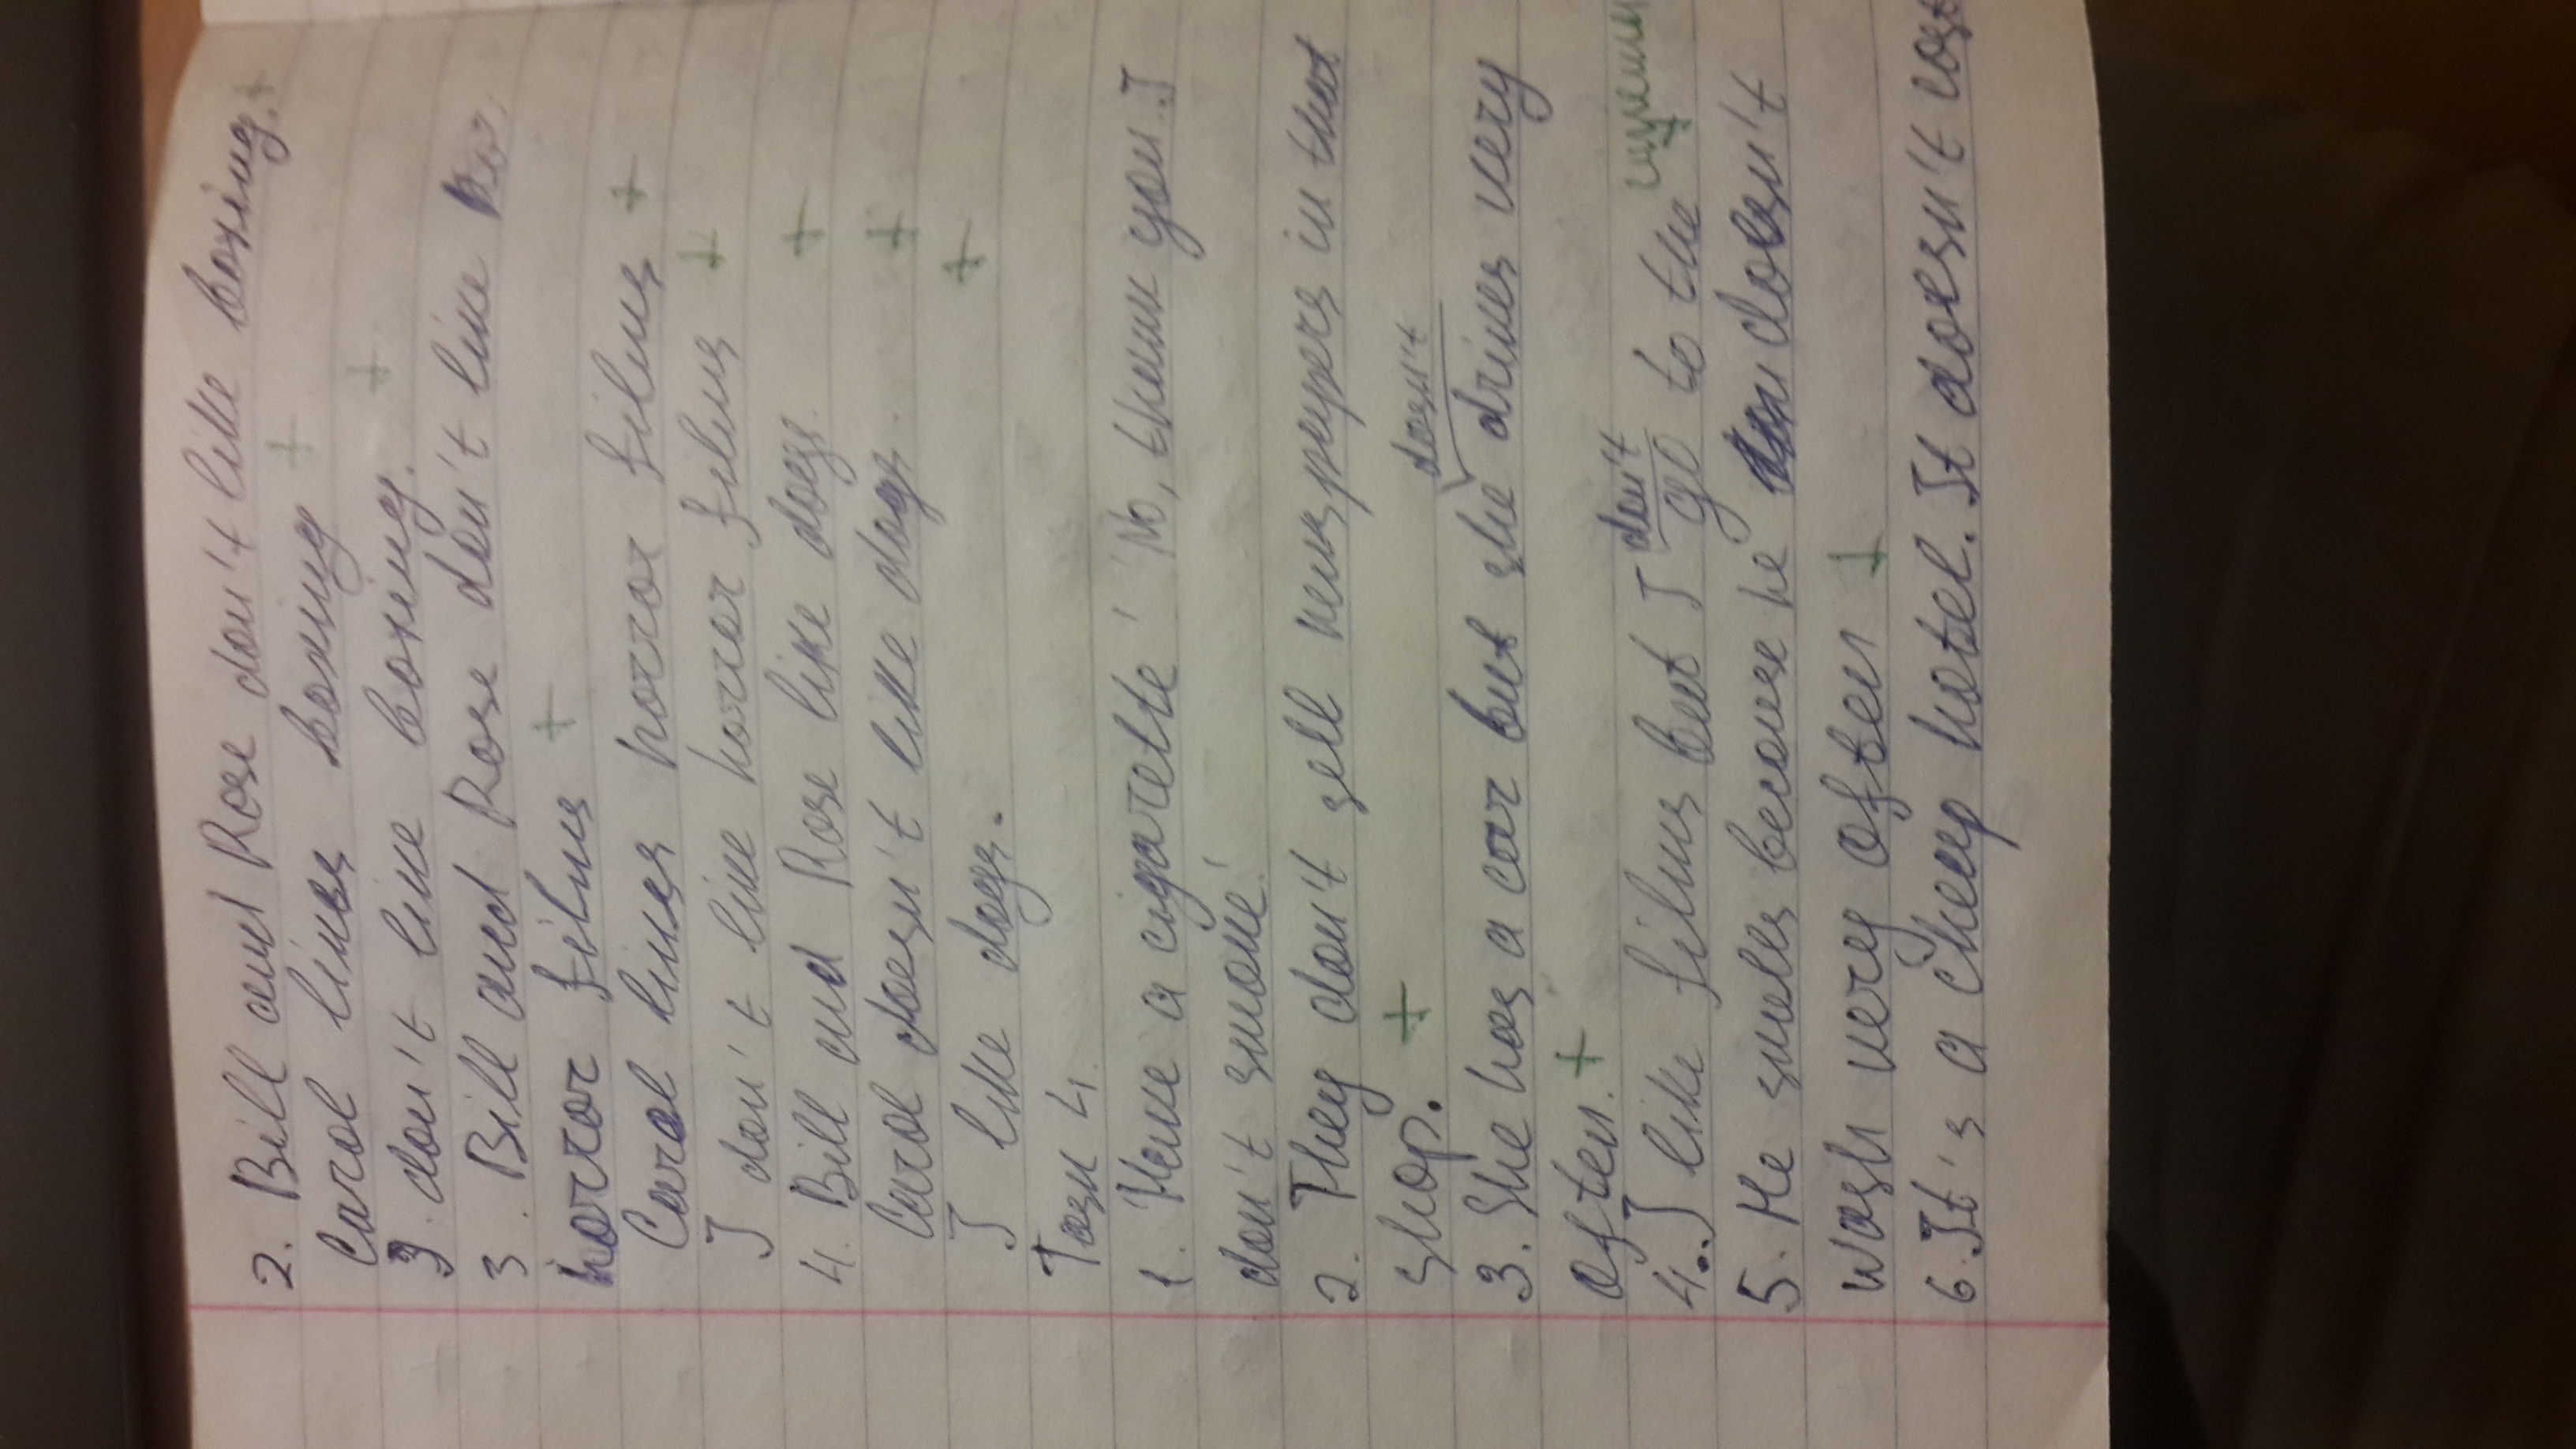 2. Bill and Rose don't like boxing. +
Carol likes boxing +
I don't like boxing. +
3. Bill and Rose don't like hor,
horror films +
Carol likes horror films +
I don't like horror films +
4. Bill and Rose like dogs. +
Carol doesn't like dogs. +
I like dogs. +
Task 4.
1. 'Have a cigarette' 'No, thank you. I
don't smoke.'
2. They don't sell newspapers in that
shop. +
doesn't
3. She has a car but she drives very
often. +
don't
4. I like films but I go to the
5. He smells because he doesn't
wash very often +
6. It's a cheap hotel. It doesn't cost